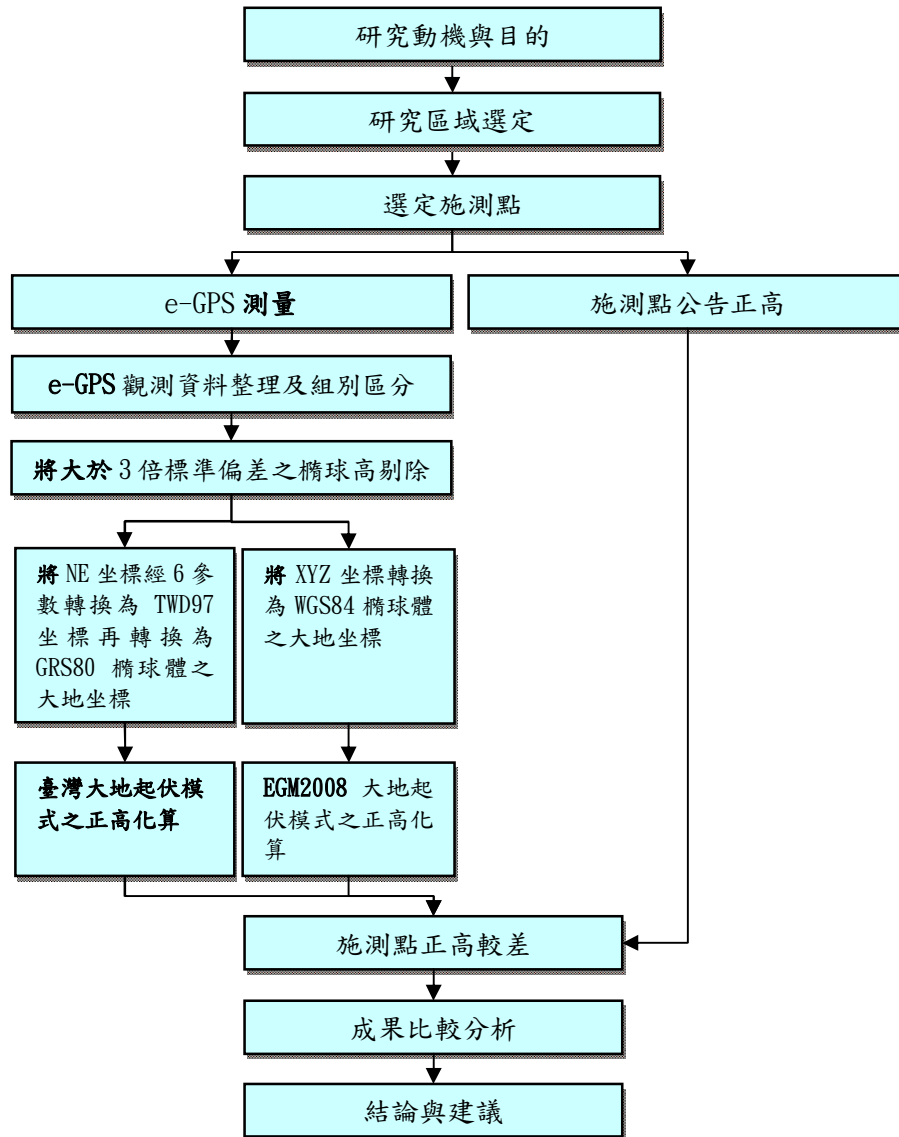 研究動機與目的
研究區域選定
選定施測點
e-GPS 測量
施測點公告正高
e-GPS 觀測資料整理及組別區分
將大於 3 倍標準偏差之橢球高剔除
將 NE 坐標經 6 參
數轉換為 TWD97
坐標再轉換為
GRS80 橢球體之
大地坐標
將 XYZ 坐標轉換
為 WGS84 橢球體
之大地坐標
臺灣大地起伏模
式之正高化算
EGM2008 大地起
伏模式之正高化
算
施測點正高較差
成果比較分析
結論與建議